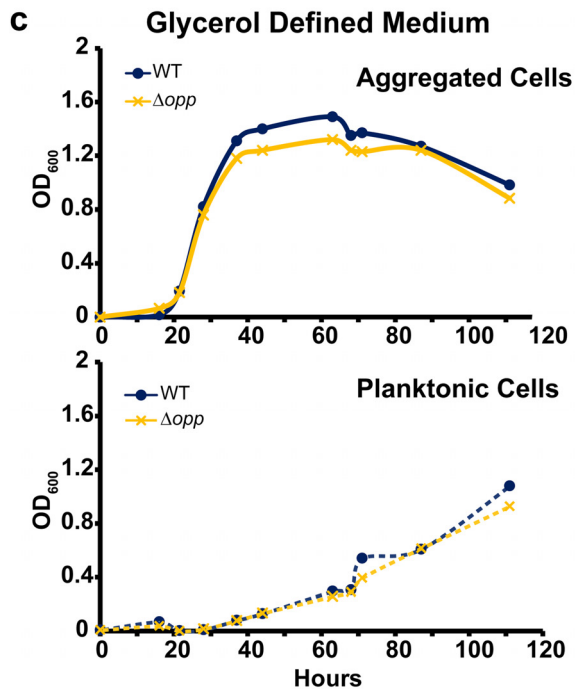 c
Glycerol Defined Medium
Aggregated Cells
WT
Δopp
OD600
2
1.6
1.2
0.8
0.4
0
0 20 40 60 80 100 120
Planktonic Cells
WT
Δopp
OD600
2
1.6
1.2
0.8
0.4
0
0 20 40 60 80 100 120
Hours